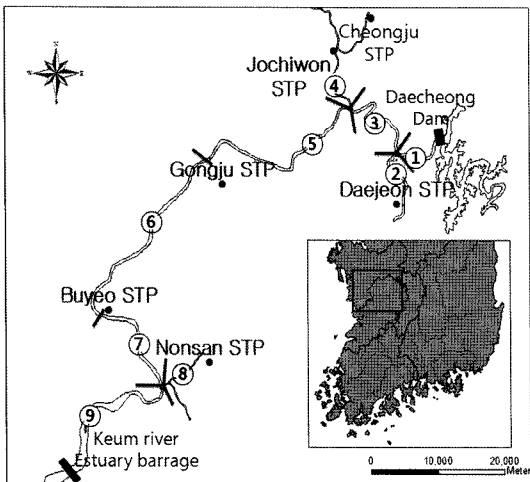 Cheongju
STP
Jochiwon
STP
Daecheong
Dam
4
3
5
1
2
Gongju STP
Daejeon STP
6
Buyeo STP
7
Nonsan STP
8
9
Keum river
Estuary barrage
0 10,000 20,000
Meter